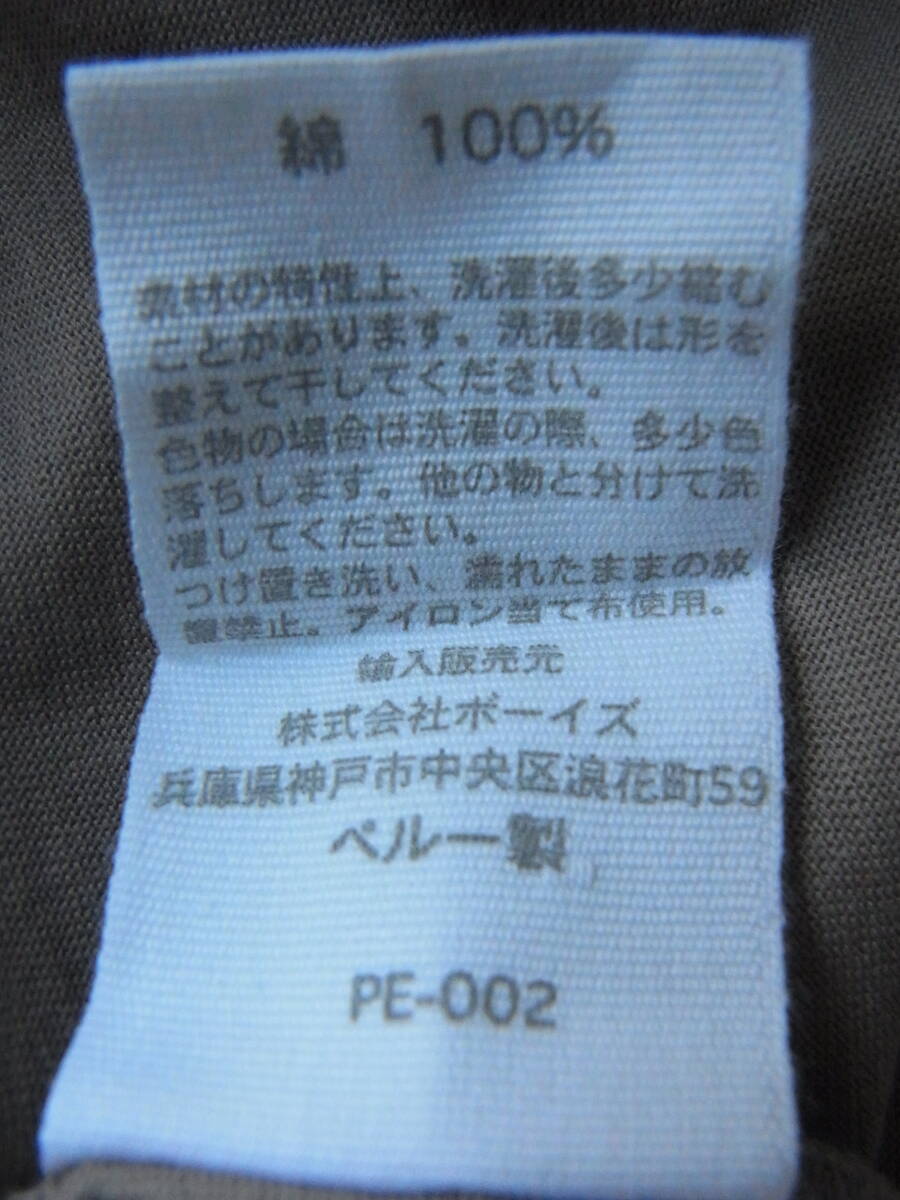 綿 100%
素材の特性上、洗濯後多少縮む
ことがあります。洗濯後は形を
整えて干してください。
色物の場合は洗濯の際、多少色
落ちします。他の物と分けて洗
濯してください。
つけ置き洗い、濡れたままの放
置禁止。アイロン当て布使用。
輸入販売元
株式会社ボーイズ
兵庫県神戸市中央区浪花町59
ペルー製
PE-002